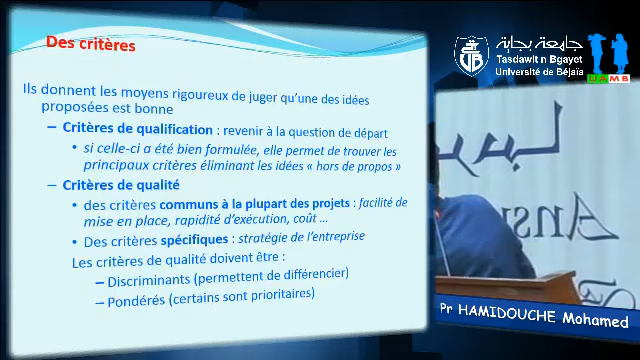 Des critères
Ils donnent les moyens rigoureux de juger qu'une des idées
proposées est bonne
– Critères de qualification : revenir à la question de départ
• si celle-ci a été bien formulée, elle permet de trouver les
principaux critères éliminant les idées « hors de propos »
– Critères de qualité
• des critères communs à la plupart des projets : facilité de
mise en place, rapidité d'exécution, coût ...
• Des critères spécifiques : stratégie de l'entreprise
Les critères de qualité doivent être :
– Discriminants (permettent de différencier)
– Pondérés (certains sont prioritaires)
جامعة بجاية
Tasdawit n Bgayet
Université de Béjaïa
UAMB
Pr HAMIDOUCHE Mohamed